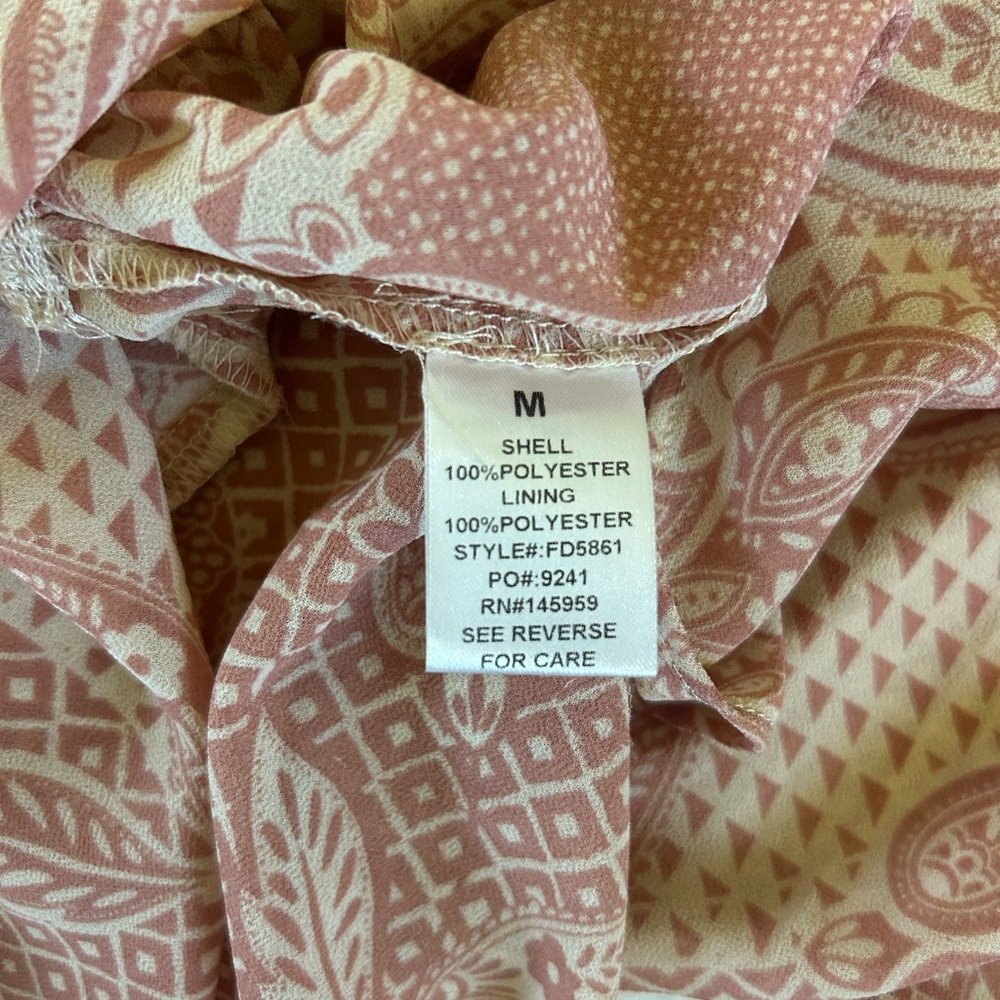 M
SHELL
100%POLYESTER
LINING
100%POLYESTER
STYLE#:FD5861
PO#:9241
RN#145959
SEE REVERSE
FOR CARE